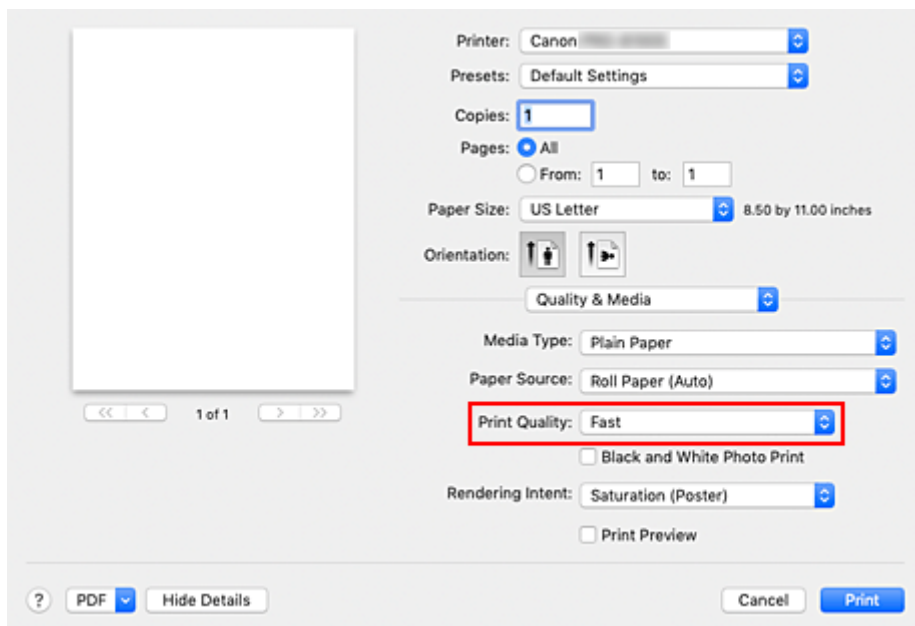 Printer: Canon
Presets: Default Settings
Copies: 1
Pages: All
From: 1 to: 1
Paper Size: US Letter 8.50 by 11.00 inches
Orientation:
Quality & Media
Media Type: Plain Paper
Paper Source: Roll Paper (Auto)
<< < 1 of 1 > >>
Print Quality: Fast
Black and White Photo Print
Rendering Intent: Saturation (Poster)
Print Preview
? PDF Hide Details Cancel Print